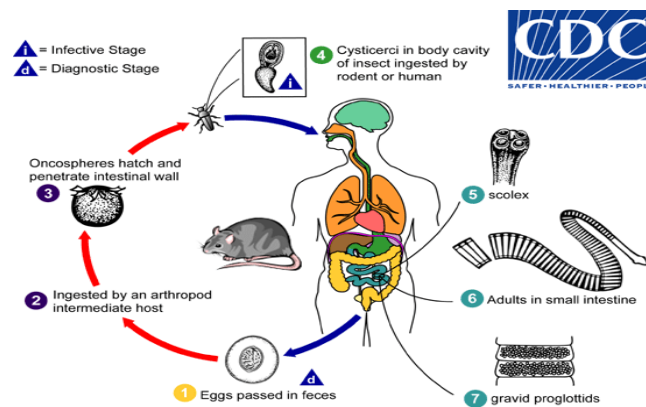 i = Infective Stage
d = Diagnostic Stage
4 Cysticerci in body cavity
of insect ingested by
rodent or human
i
CDC
SAFER • HEALTHIER • PEOPLE
Oncospheres hatch and
penetrate intestinal wall
3
5 scolex
2 Ingested by an arthropod
intermediate host
6 Adults in small intestine
d
1 Eggs passed in feces
7 gravid proglottids